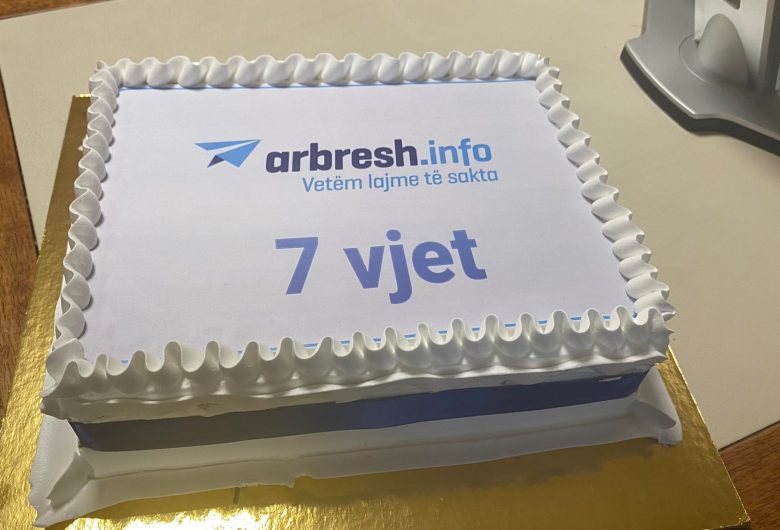 arbresh.info
Vetëm lajme të sakta
7 vjet